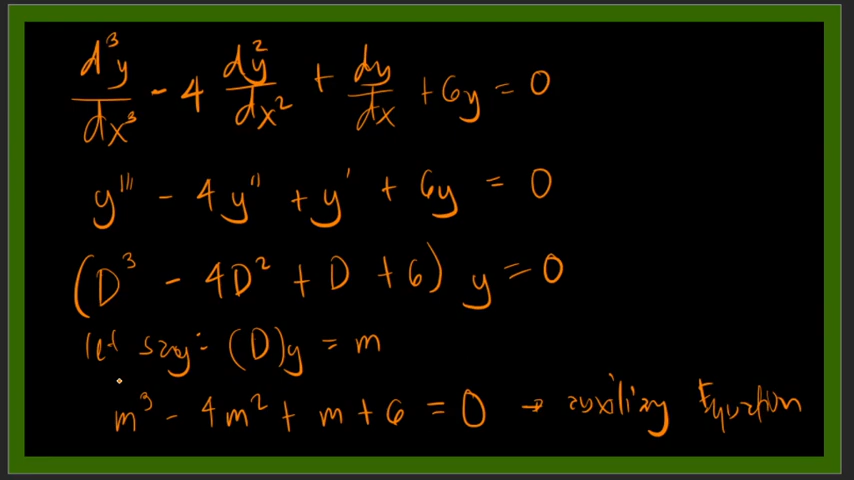 d³y/dx³ - 4 d²y/dx² + dy/dx + 6y = 0
y''' - 4y'' + y' + 6y = 0
(D³ - 4D² + D + 6) y = 0
let say: (D)y = m
m³ - 4m² + m + 6 = 0 → auxiliary Equation